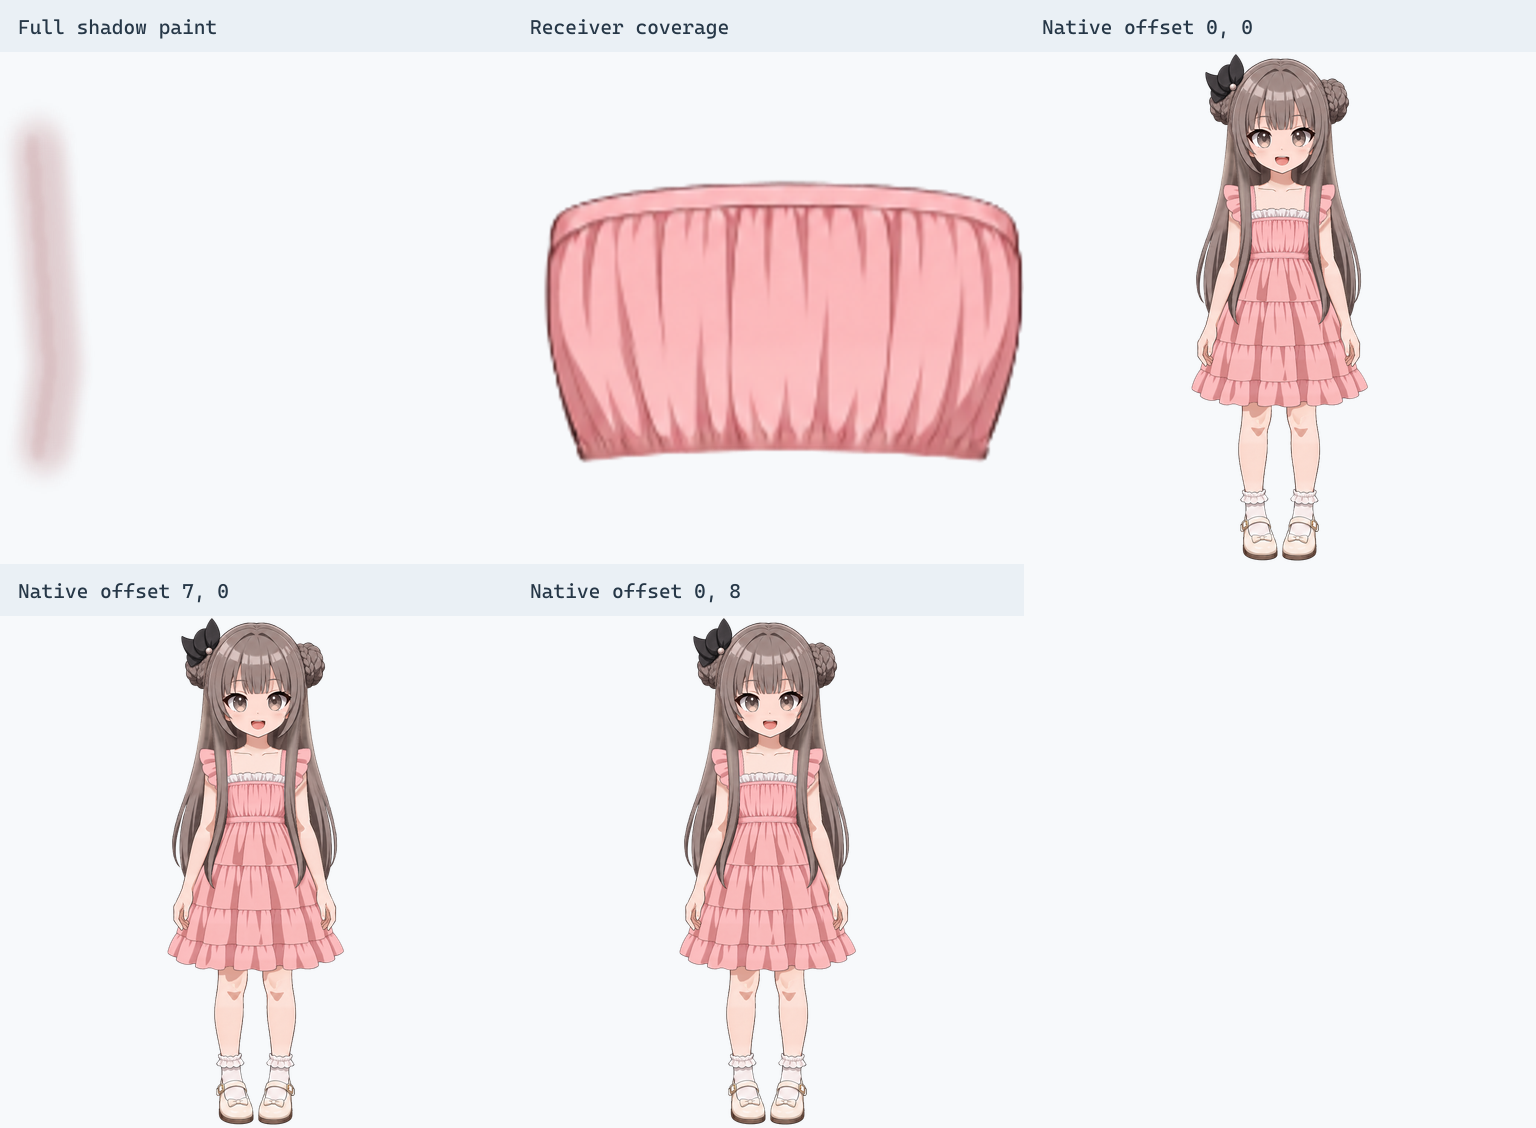 Full shadow paint
Receiver coverage
Native offset 0, 0
Native offset 7, 0
Native offset 0, 8